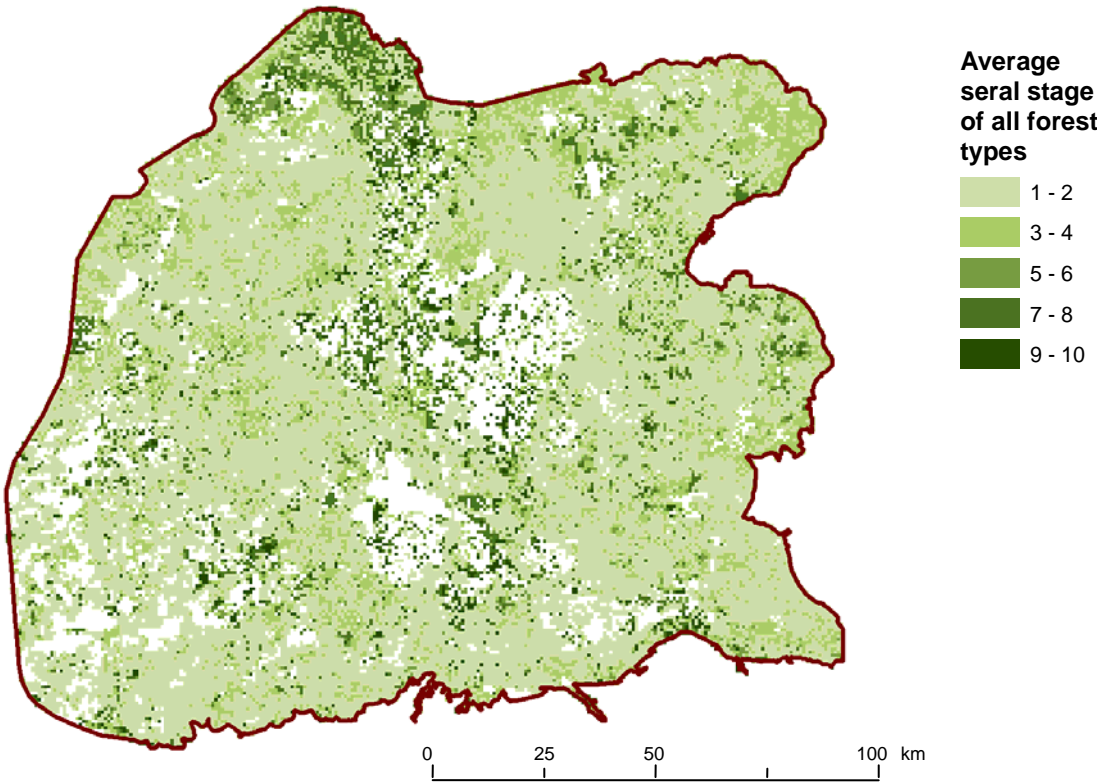 Average
seral stage
of all forest
types
1 - 2
3 - 4
5 - 6
7 - 8
9 - 10
0 25 50 100 km